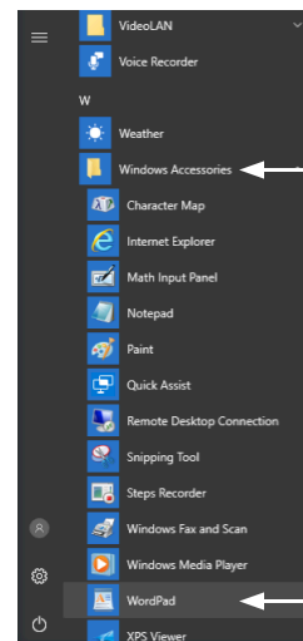 VideoLAN
Voice Recorder
W
Weather
Windows Accessories
Character Map
Internet Explorer
Math Input Panel
Notepad
Paint
Quick Assist
Remote Desktop Connection
Snipping Tool
Steps Recorder
Windows Fax and Scan
Windows Media Player
WordPad
XPS Viewer